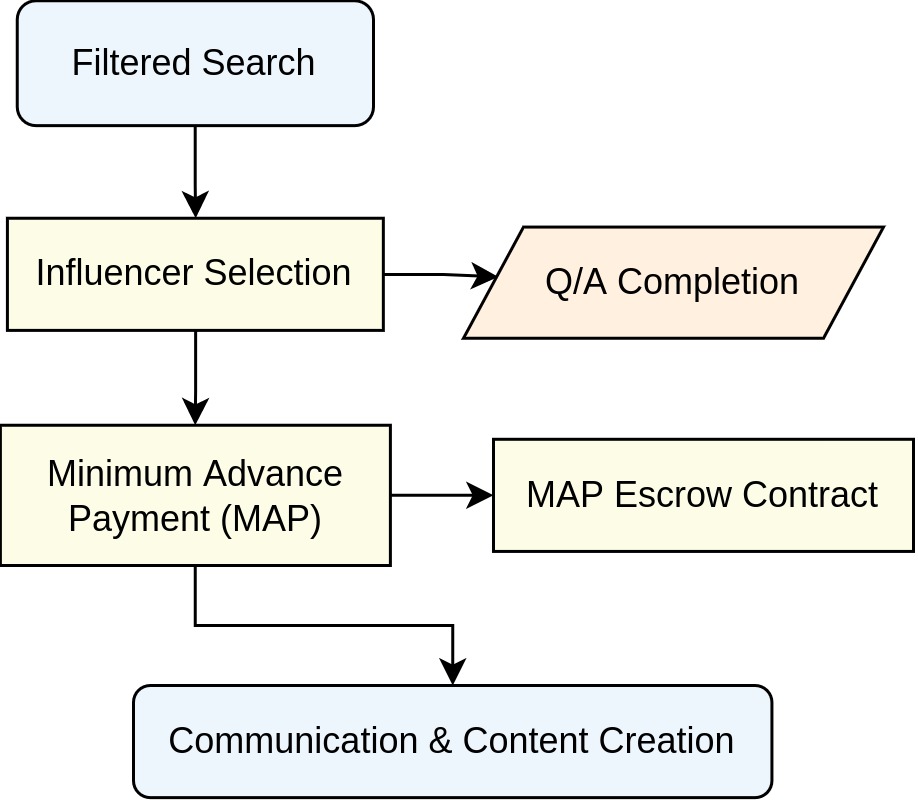 Filtered Search
Influencer Selection
Q/A Completion
Minimum Advance
Payment (MAP)
MAP Escrow Contract
Communication & Content Creation